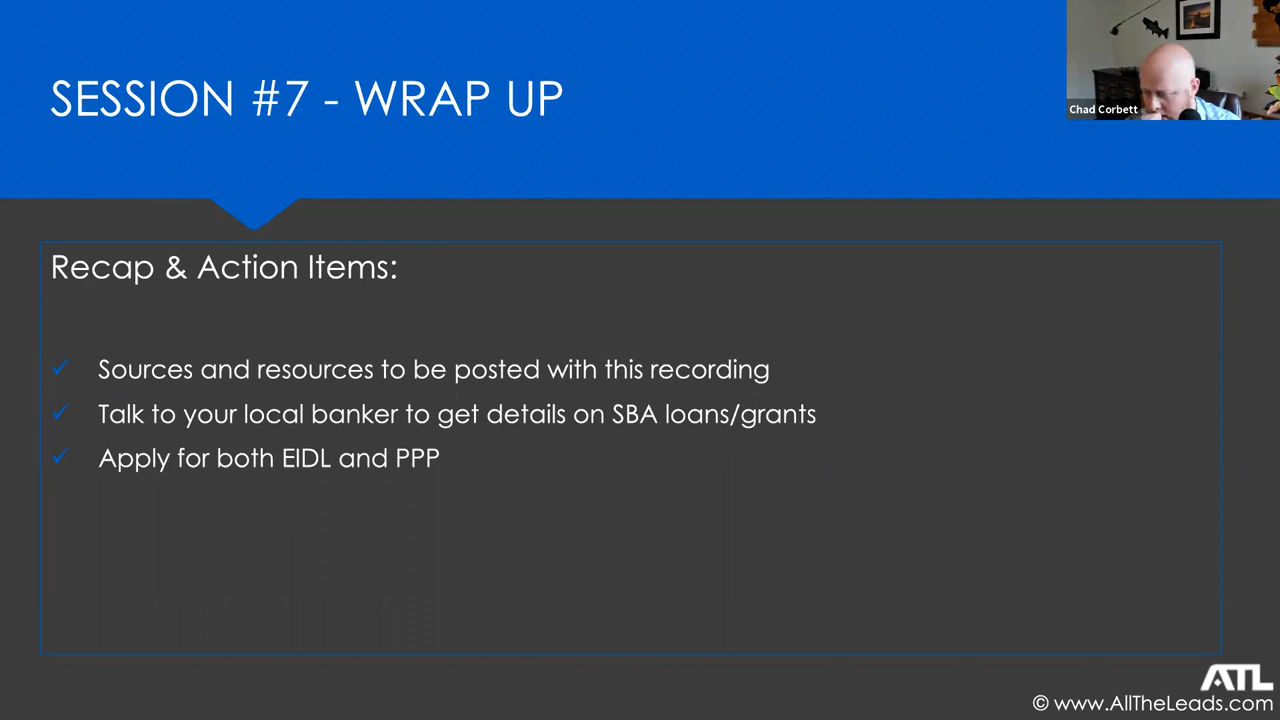 SESSION #7 - WRAP UP
Chad Corbett
Recap & Action Items:
Sources and resources to be posted with this recording
Talk to your local banker to get details on SBA loans/grants
Apply for both EIDL and PPP
ATL
© www.AllTheLeads.com